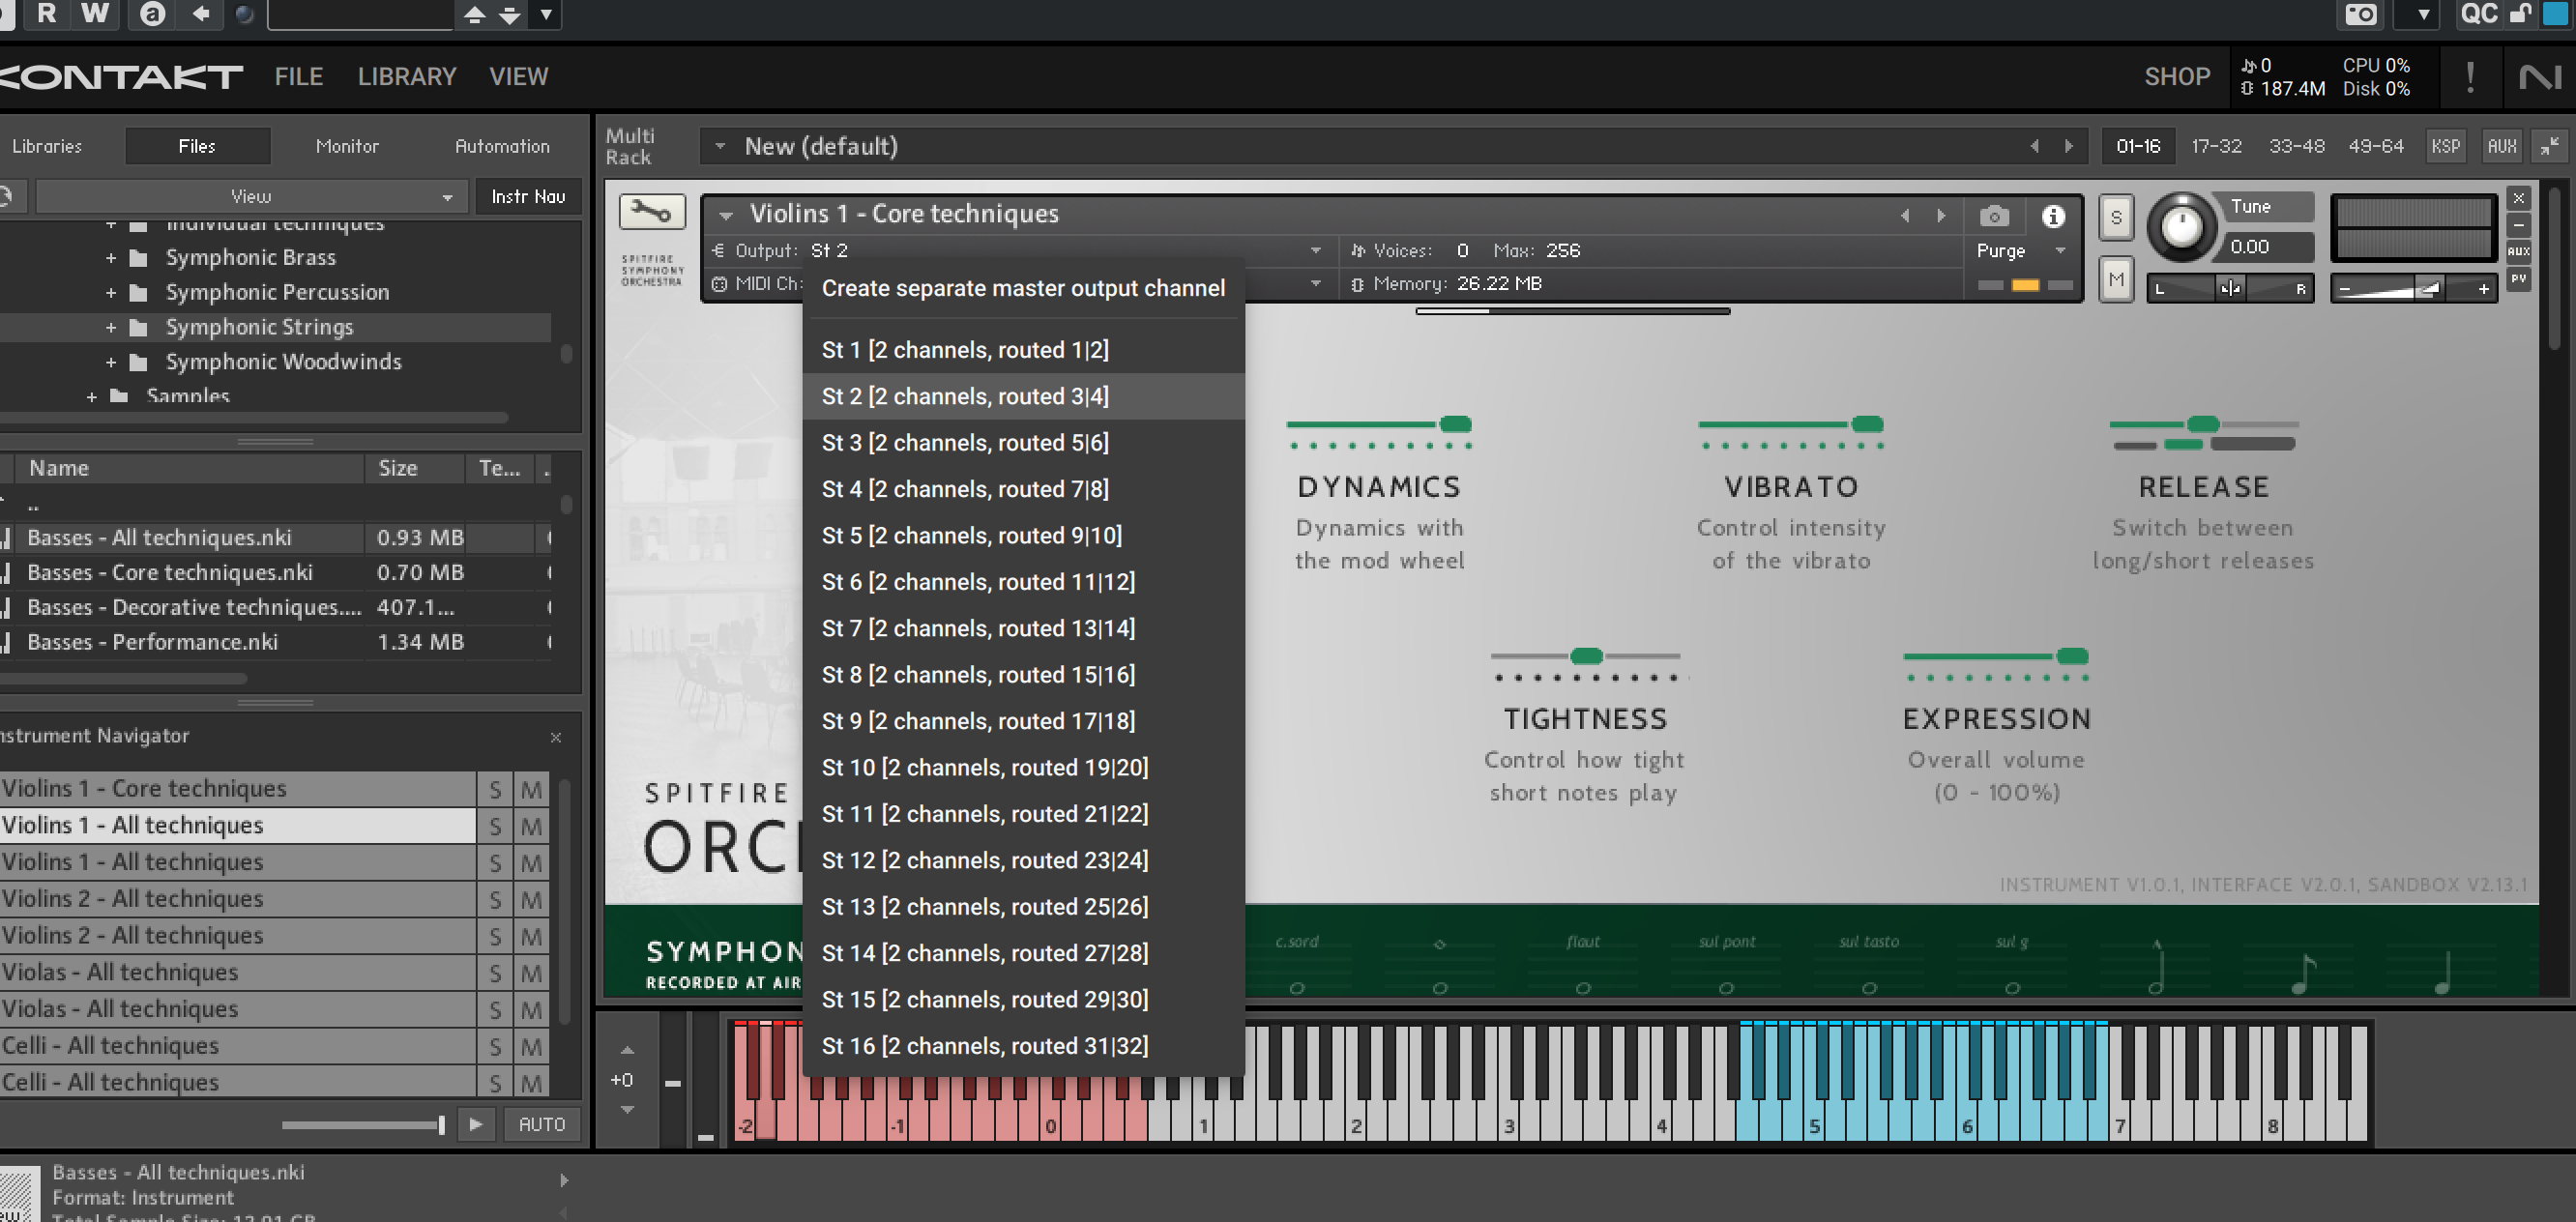 R W a QC
KONTAKT FILE LIBRARY VIEW SHOP 0 CPU 0%
187.4M Disk 0%
Libraries Files Monitor Automation
Multi Rack New (default) 01-16 17-32 33-48 49-64 KSP AUX
View Instr Nav
Individual techniques
Symphonic Brass
Symphonic Percussion
Symphonic Strings
Symphonic Woodwinds
Samples
Name Size Te... .
..
Basses - All techniques.nki 0.93 MB
Basses - Core techniques.nki 0.70 MB
Basses - Decorative techniques.... 407.1...
Basses - Performance.nki 1.34 MB
nstrument Navigator ×
Violins 1 - Core techniques S M
Violins 1 - All techniques S M
Violins 1 - All techniques S M
Violins 2 - All techniques S M
Violins 2 - All techniques S M
Violas - All techniques S M
Violas - All techniques S M
Celli - All techniques S M
Celli - All techniques S M
AUTO
Basses - All techniques.nki
Format: Instrument
Total Sample Size: 12.01 GB
SPITFIRE
SYMPHONY
ORCHESTRA
Violins 1 - Core techniques
Output: St 2 Voices: 0 Max: 256 Purge
MIDI Ch: Memory: 26.22 MB
S Tune
0.00
M L R - +
×
-
AUX
PV
Create separate master output channel
St 1 [2 channels, routed 1|2]
St 2 [2 channels, routed 3|4]
St 3 [2 channels, routed 5|6]
St 4 [2 channels, routed 7|8]
St 5 [2 channels, routed 9|10]
St 6 [2 channels, routed 11|12]
St 7 [2 channels, routed 13|14]
St 8 [2 channels, routed 15|16]
St 9 [2 channels, routed 17|18]
St 10 [2 channels, routed 19|20]
St 11 [2 channels, routed 21|22]
St 12 [2 channels, routed 23|24]
St 13 [2 channels, routed 25|26]
St 14 [2 channels, routed 27|28]
St 15 [2 channels, routed 29|30]
St 16 [2 channels, routed 31|32]
DYNAMICS
Dynamics with
the mod wheel
VIBRATO
Control intensity
of the vibrato
RELEASE
Switch between
long/short releases
TIGHTNESS
Control how tight
short notes play
EXPRESSION
Overall volume
(0 - 100%)
SPITFIRE
ORC
INSTRUMENT V1.0.1, INTERFACE V2.0.1, SANDBOX V2.13.1
SYMPHON
RECORDED AT AIR
c.sord flaut sul pont sul tasto sul g
+0
-2 -1 0 1 2 3 4 5 6 7 8